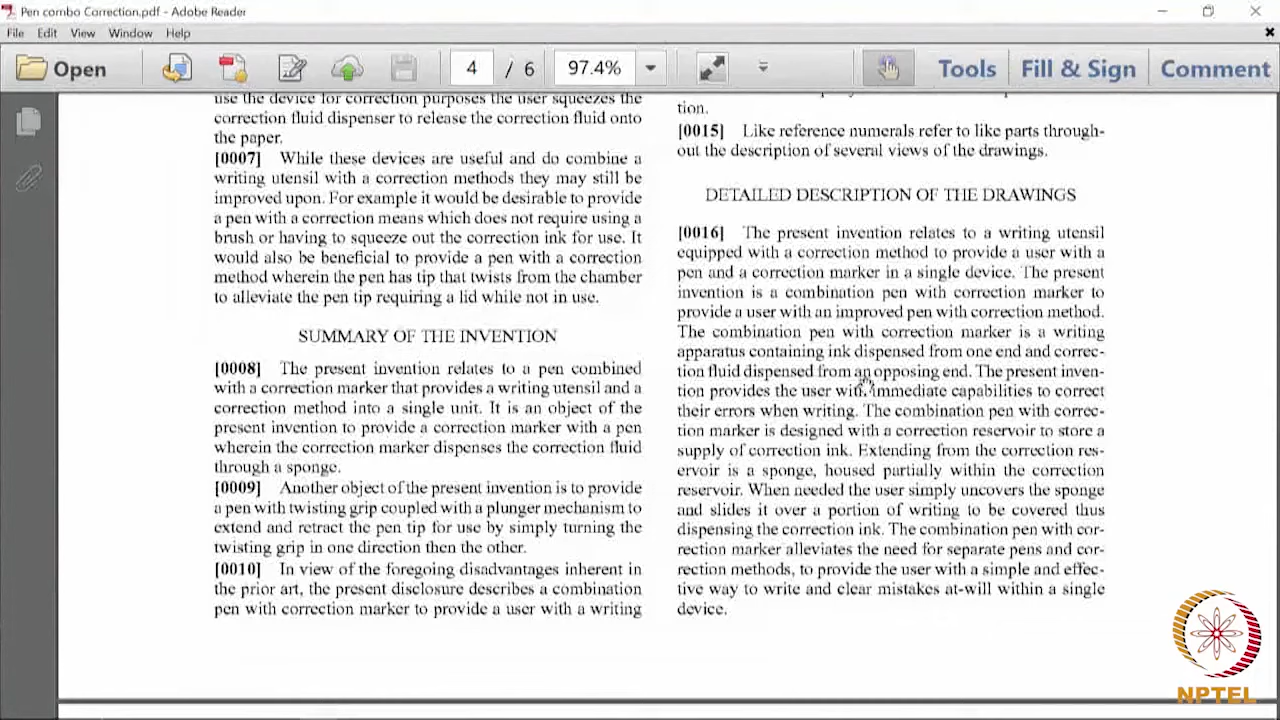 Pen combo Correction.pdf - Adobe Reader
File Edit View Window Help
Open 4 / 6 97.4% Tools Fill & Sign Comment
use the device for correction purposes the user squeezes the
correction fluid dispenser to release the correction fluid onto
the paper.
[0007] While these devices are useful and do combine a
writing utensil with a correction methods they may still be
improved upon. For example it would be desirable to provide
a pen with a correction means which does not require using a
brush or having to squeeze out the correction ink for use. It
would also be beneficial to provide a pen with a correction
method wherein the pen has tip that twists from the chamber
to alleviate the pen tip requiring a lid while not in use.
SUMMARY OF THE INVENTION
[0008] The present invention relates to a pen combined
with a correction marker that provides a writing utensil and a
correction method into a single unit. It is an object of the
present invention to provide a correction marker with a pen
wherein the correction marker dispenses the correction fluid
through a sponge.
[0009] Another object of the present invention is to provide
a pen with twisting grip coupled with a plunger mechanism to
extend and retract the pen tip for use by simply turning the
twisting grip in one direction then the other.
[0010] In view of the foregoing disadvantages inherent in
the prior art, the present disclosure describes a combination
pen with correction marker to provide a user with a writing
tion.
[0015] Like reference numerals refer to like parts through-
out the description of several views of the drawings.
DETAILED DESCRIPTION OF THE DRAWINGS
[0016] The present invention relates to a writing utensil
equipped with a correction method to provide a user with a
pen and a correction marker in a single device. The present
invention is a combination pen with correction marker to
provide a user with an improved pen with correction method.
The combination pen with correction marker is a writing
apparatus containing ink dispensed from one end and correc-
tion fluid dispensed from an opposing end. The present inven-
tion provides the user with immediate capabilities to correct
their errors when writing. The combination pen with correc-
tion marker is designed with a correction reservoir to store a
supply of correction ink. Extending from the correction res-
ervoir is a sponge, housed partially within the correction
reservoir. When needed the user simply uncovers the sponge
and slides it over a portion of writing to be covered thus
dispensing the correction ink. The combination pen with cor-
rection marker alleviates the need for separate pens and cor-
rection methods, to provide the user with a simple and effec-
tive way to write and clear mistakes at-will within a single
device.
NPTEL